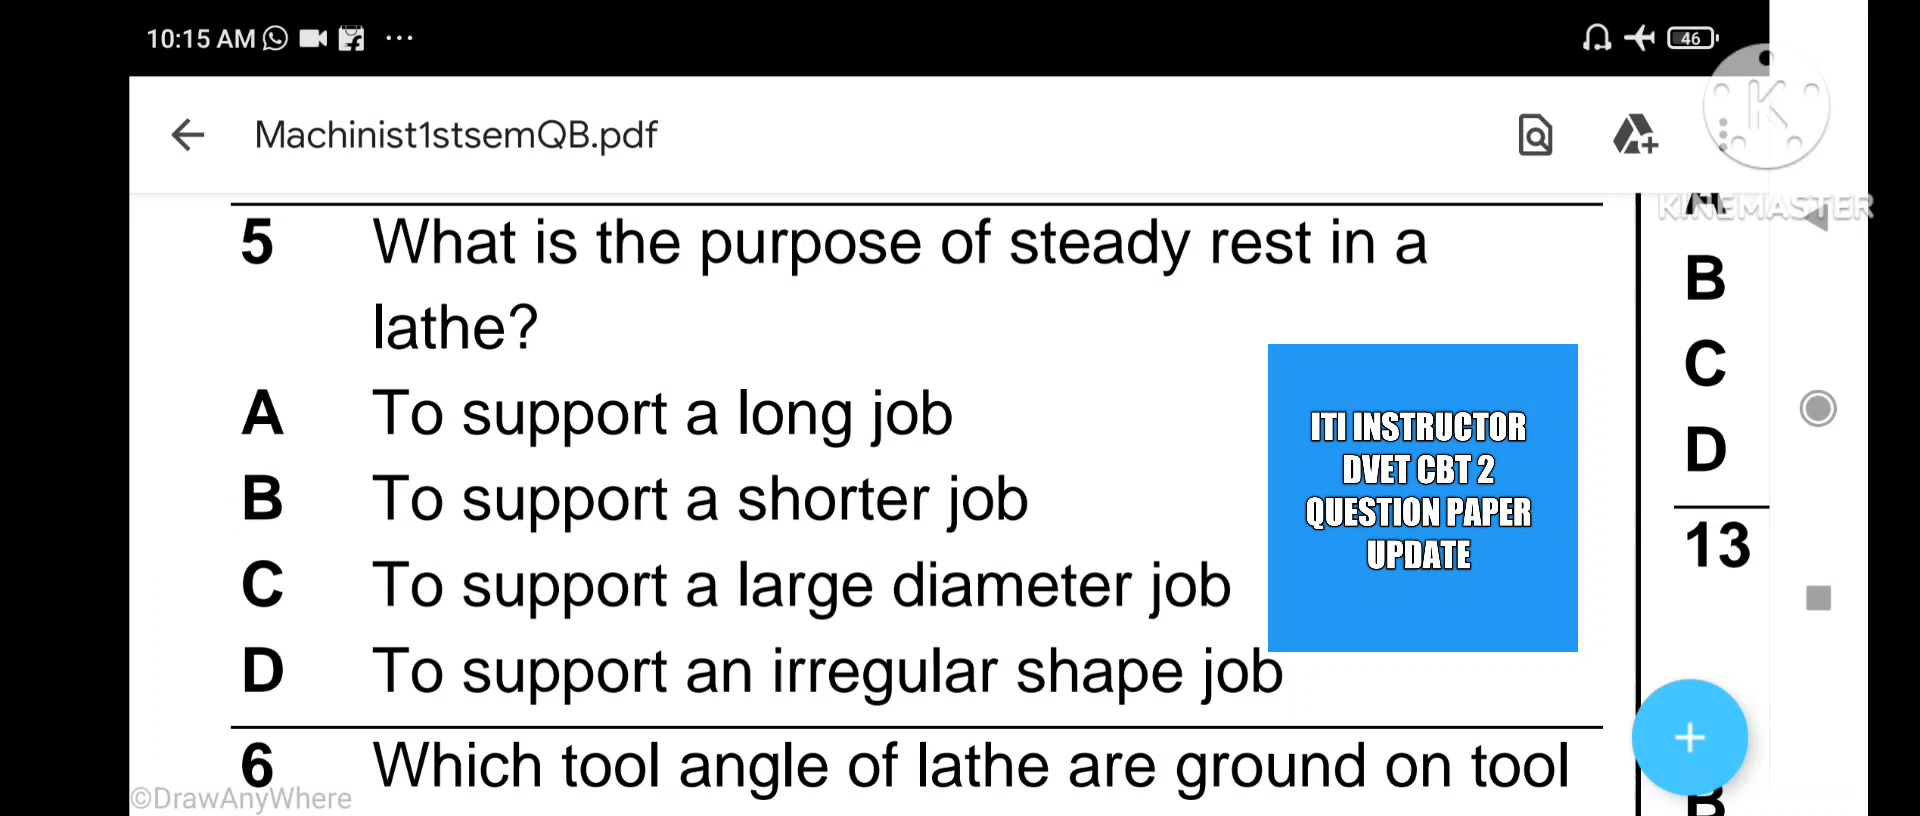 10:15 AM
46
Machinist1stsemQB.pdf
K
KINEMASTER
5 What is the purpose of steady rest in a
lathe?
A To support a long job
B To support a shorter job
C To support a large diameter job
D To support an irregular shape job
6 Which tool angle of lathe are ground on tool
ITI INSTRUCTOR
DVET CBT 2
QUESTION PAPER
UPDATE
A
B
C
D
13
B
©DrawAnyWhere